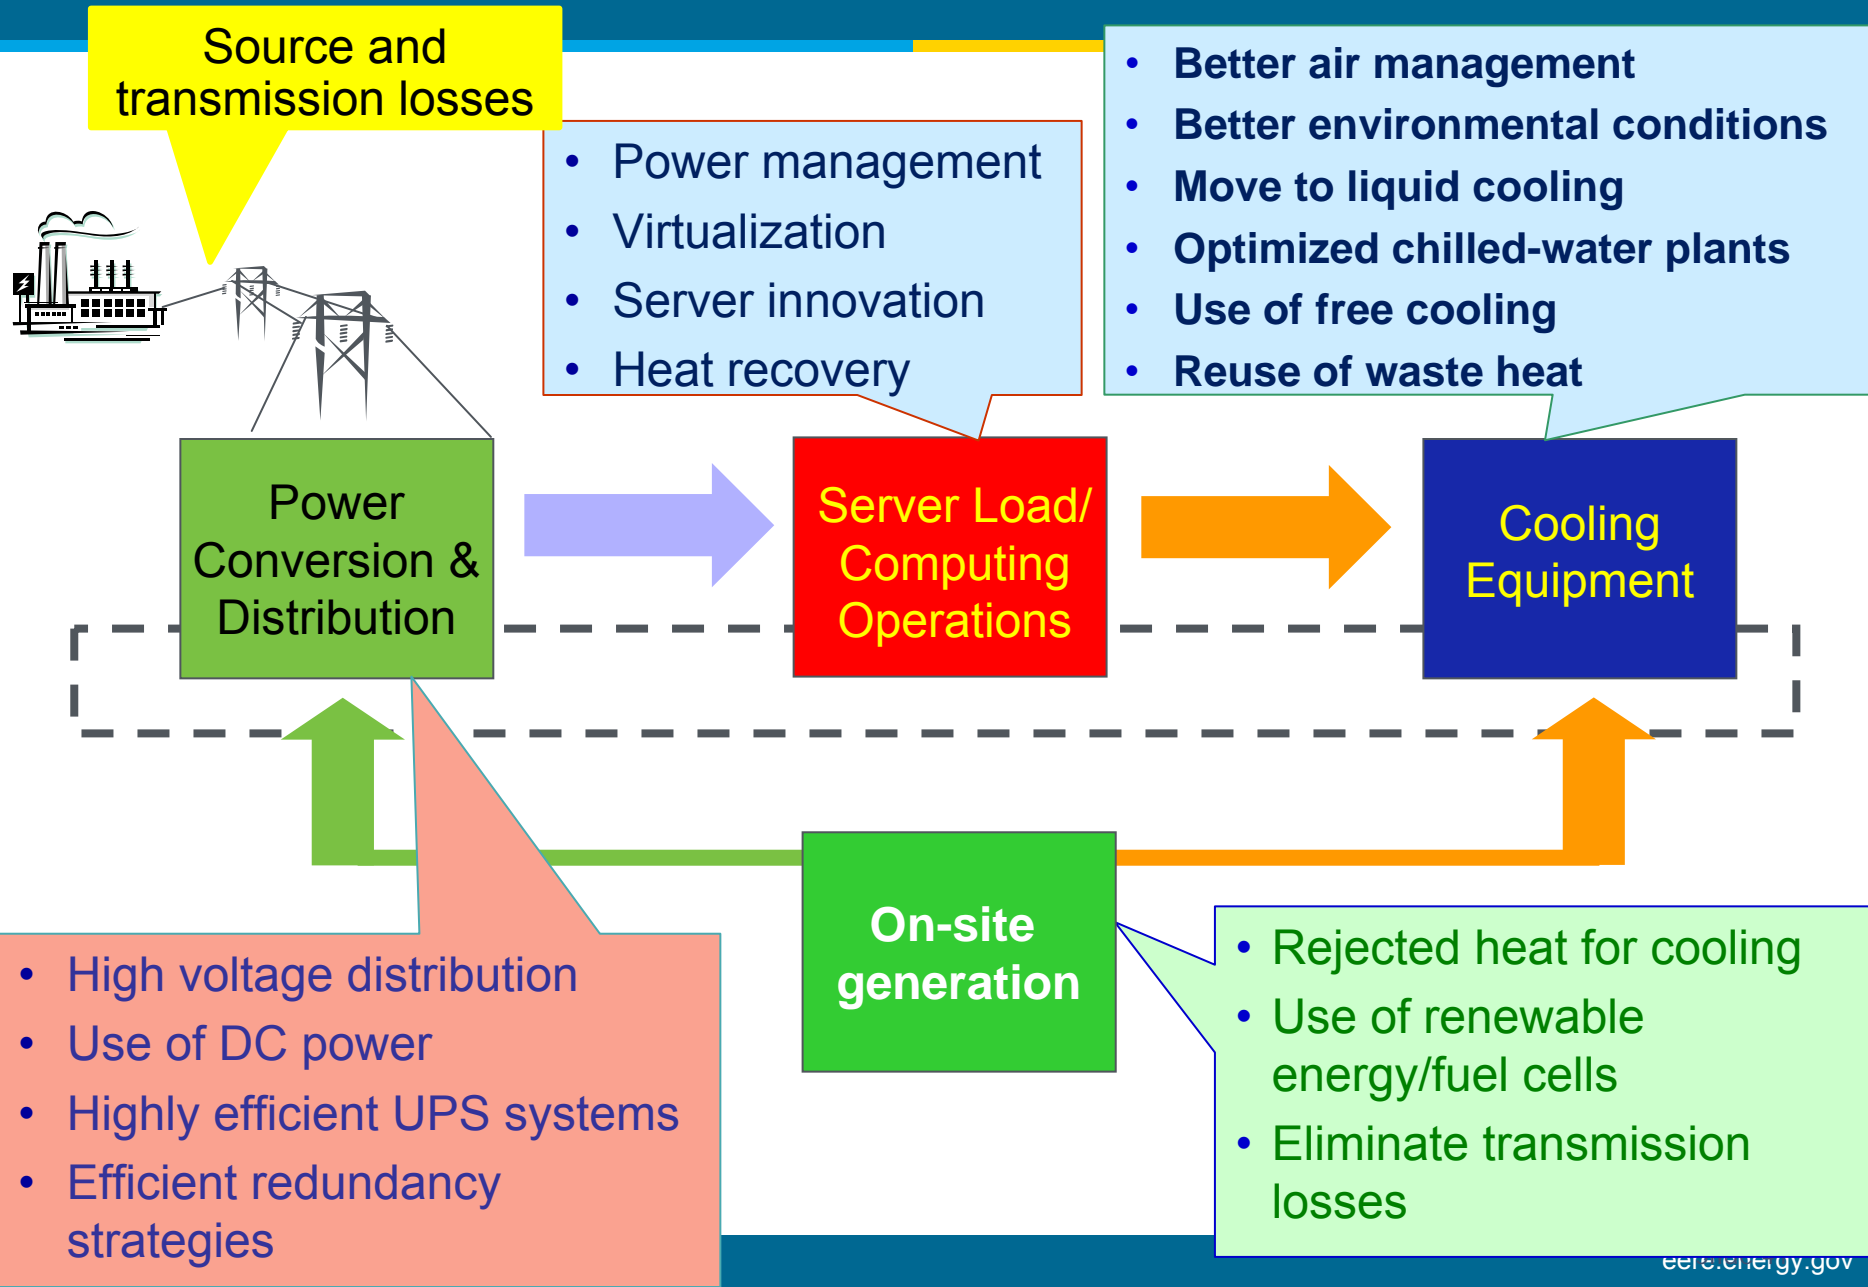 Source and
transmission losses
• Power management
• Virtualization
• Server innovation
• Heat recovery
• Better air management
• Better environmental conditions
• Move to liquid cooling
• Optimized chilled-water plants
• Use of free cooling
• Reuse of waste heat
Power
Conversion &
Distribution
Server Load/
Computing
Operations
Cooling
Equipment
On-site
generation
• High voltage distribution
• Use of DC power
• Highly efficient UPS systems
• Efficient redundancy
strategies
• Rejected heat for cooling
• Use of renewable
energy/fuel cells
• Eliminate transmission
losses
eere.energy.gov